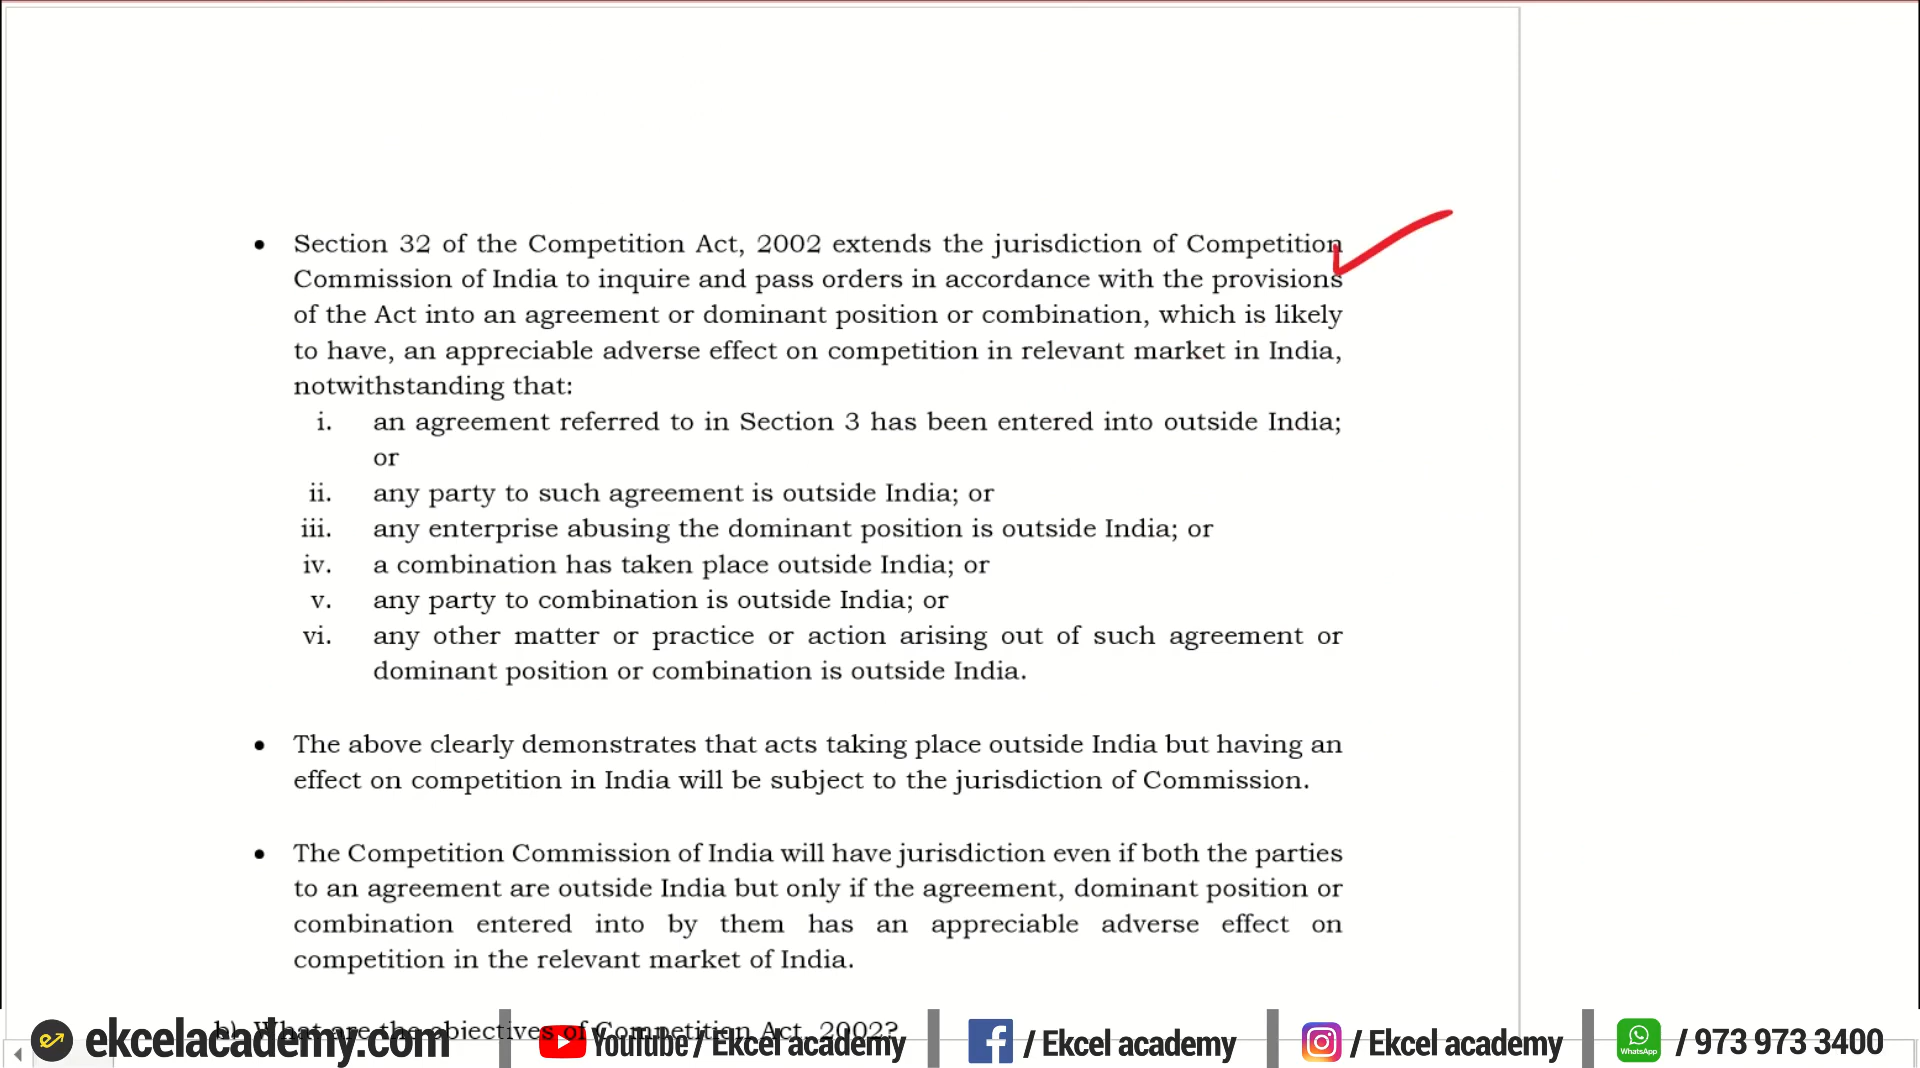 • Section 32 of the Competition Act, 2002 extends the jurisdiction of Competition
Commission of India to inquire and pass orders in accordance with the provisions
of the Act into an agreement or dominant position or combination, which is likely
to have, an appreciable adverse effect on competition in relevant market in India,
notwithstanding that:
i. an agreement referred to in Section 3 has been entered into outside India;
or
ii. any party to such agreement is outside India; or
iii. any enterprise abusing the dominant position is outside India; or
iv. a combination has taken place outside India; or
v. any party to combination is outside India; or
vi. any other matter or practice or action arising out of such agreement or
dominant position or combination is outside India.
• The above clearly demonstrates that acts taking place outside India but having an
effect on competition in India will be subject to the jurisdiction of Commission.
• The Competition Commission of India will have jurisdiction even if both the parties
to an agreement are outside India but only if the agreement, dominant position or
combination entered into by them has an appreciable adverse effect on
competition in the relevant market of India.
b) What are the objectives of Competition Act, 2002?
ekcelacademy.com YouTube / Ekcel academy / Ekcel academy / Ekcel academy WhatsApp / 973 973 3400